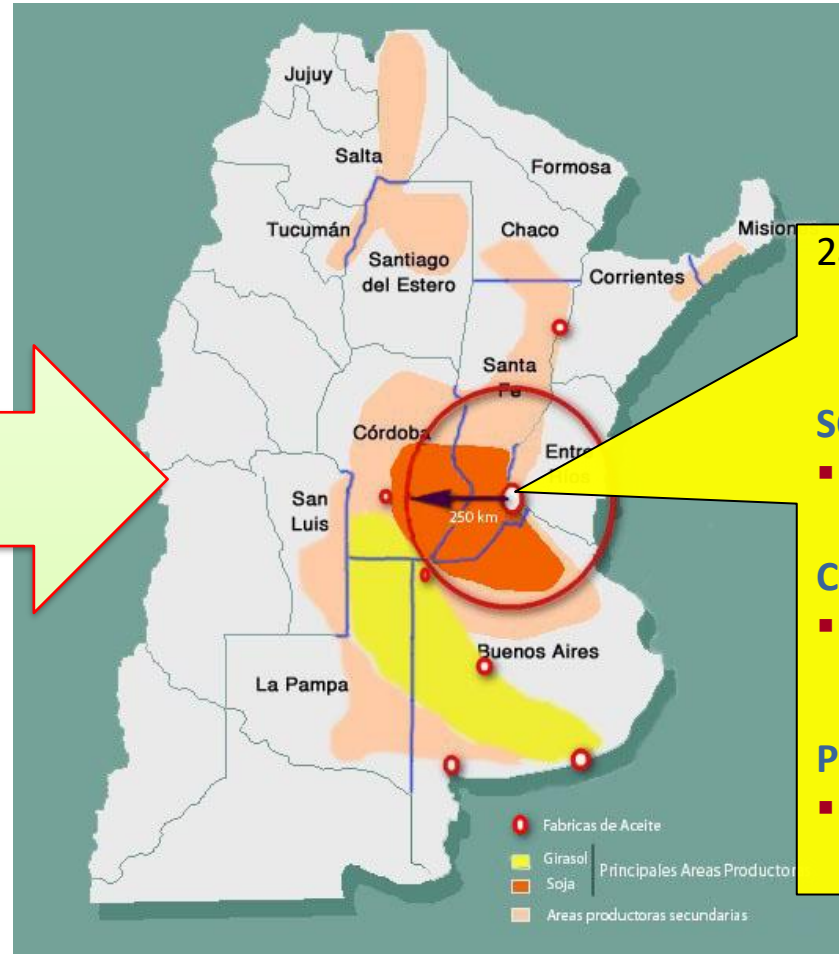 Jujuy
Salta
Formosa
Tucumán
Chaco
Santiago
del Estero
Corrientes
Santa
Fe
Córdoba
San
Luis
250 km
Buenos Aires
La Pampa
Fabricas de Aceite
Girasol
Soja
Principales Areas
Areas productoras secundarias
2
C
P